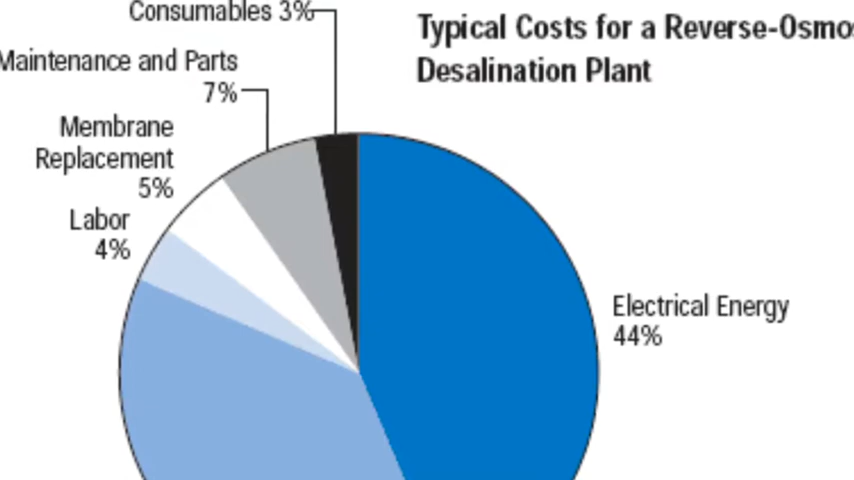 Consumables 3%
Typical Costs for a Reverse-Osmo
Desalination Plant
Maintenance and Parts
7%
Membrane
Replacement
5%
Labor
4%
Electrical Energy
44%